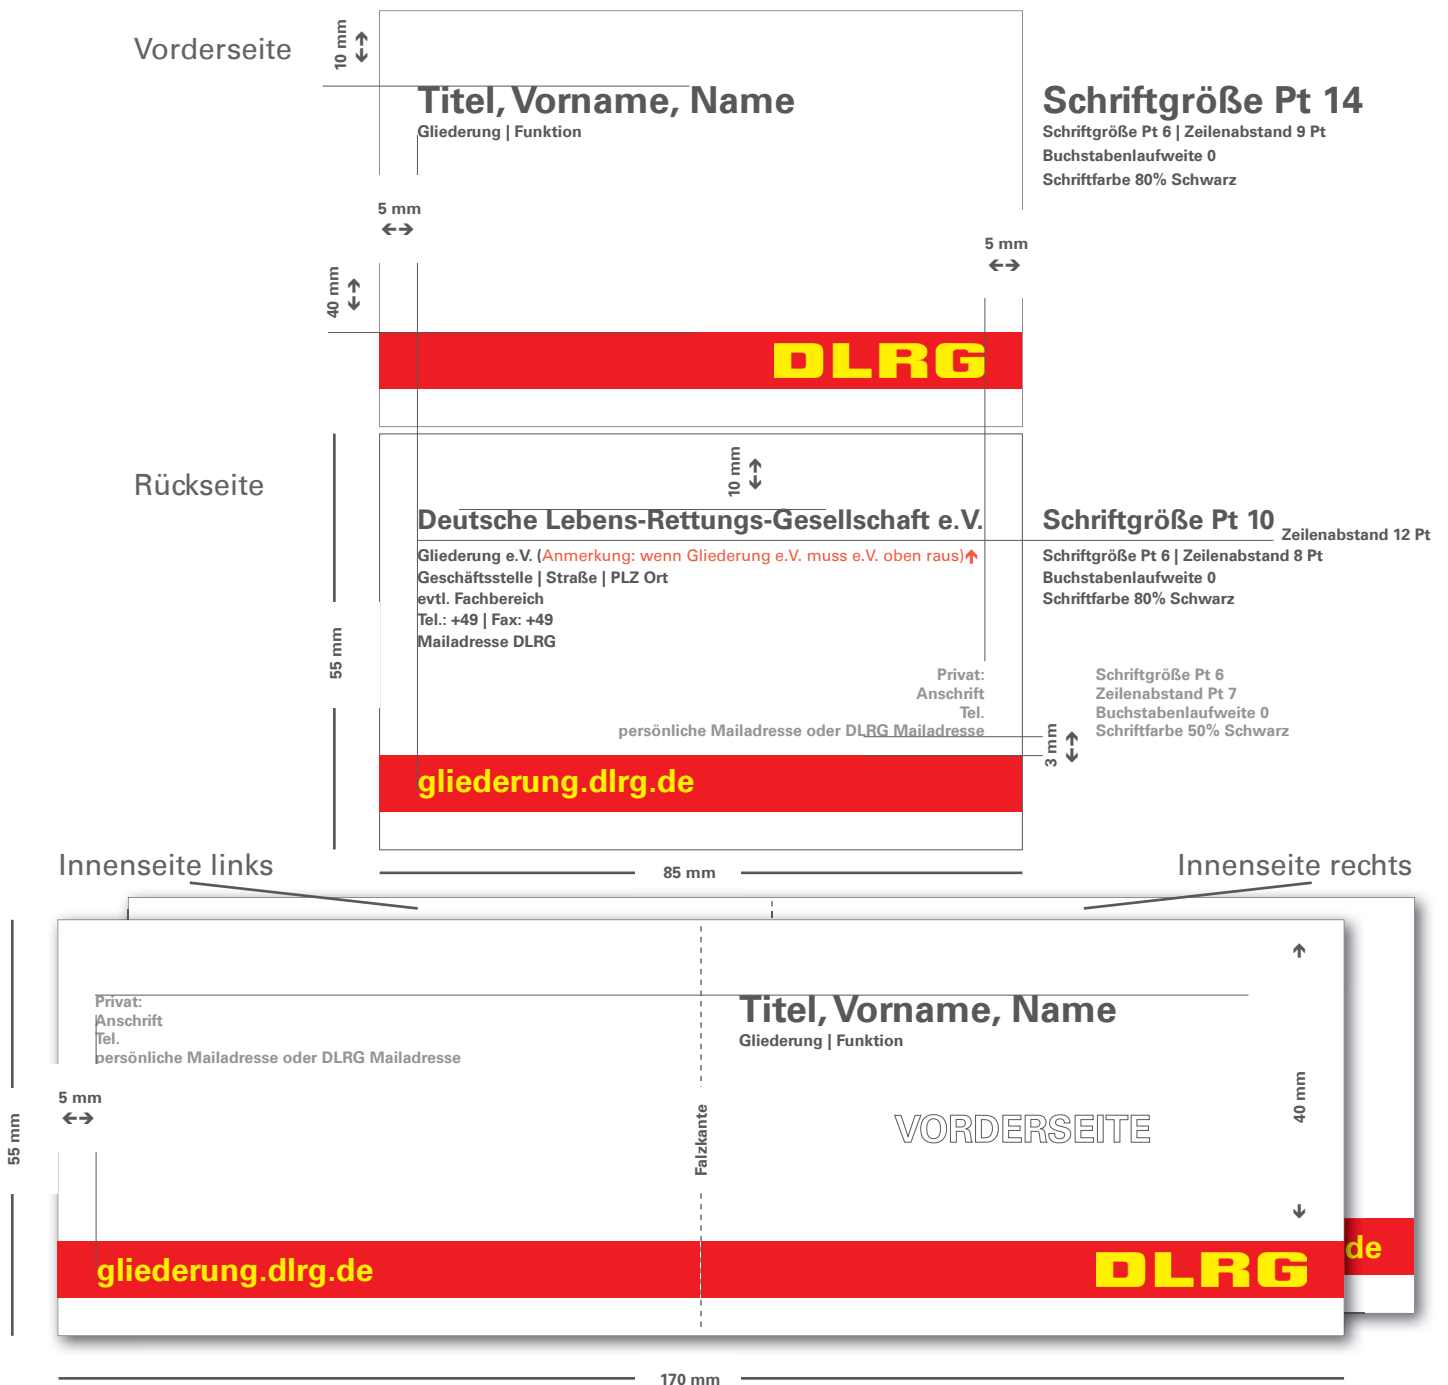 Vorderseite
10 mm
Titel, Vorname, Name
Gliederung | Funktion
Schriftgröße Pt 14
Schriftgröße Pt 6 | Zeilenabstand 9 Pt
Buchstabenlaufweite 0
Schriftfarbe 80% Schwarz
5 mm
5 mm
40 mm
DLRG
Rückseite
10 mm
Deutsche Lebens-Rettungs-Gesellschaft e.V.
Schriftgröße Pt 10
Zeilenabstand 12 Pt
Gliederung e.V. (Anmerkung: wenn Gliederung e.V. muss e.V. oben raus)
Geschäftsstelle | Straße | PLZ Ort
evtl. Fachbereich
Tel.: +49 | Fax: +49
Mailadresse DLRG
Schriftgröße Pt 6 | Zeilenabstand 8 Pt
Buchstabenlaufweite 0
Schriftfarbe 80% Schwarz
55 mm
Privat:
Anschrift
Tel.
persönliche Mailadresse oder DLRG Mailadresse
Schriftgröße Pt 6
Zeilenabstand Pt 7
Buchstabenlaufweite 0
Schriftfarbe 50% Schwarz
3 mm
gliederung.dlrg.de
85 mm
Innenseite links
Innenseite rechts
Privat:
Anschrift
Tel.
persönliche Mailadresse oder DLRG Mailadresse
Titel, Vorname, Name
Gliederung | Funktion
5 mm
55 mm
Falzkante
VORDERSEITE
40 mm
gliederung.dlrg.de
DLRG
de
170 mm